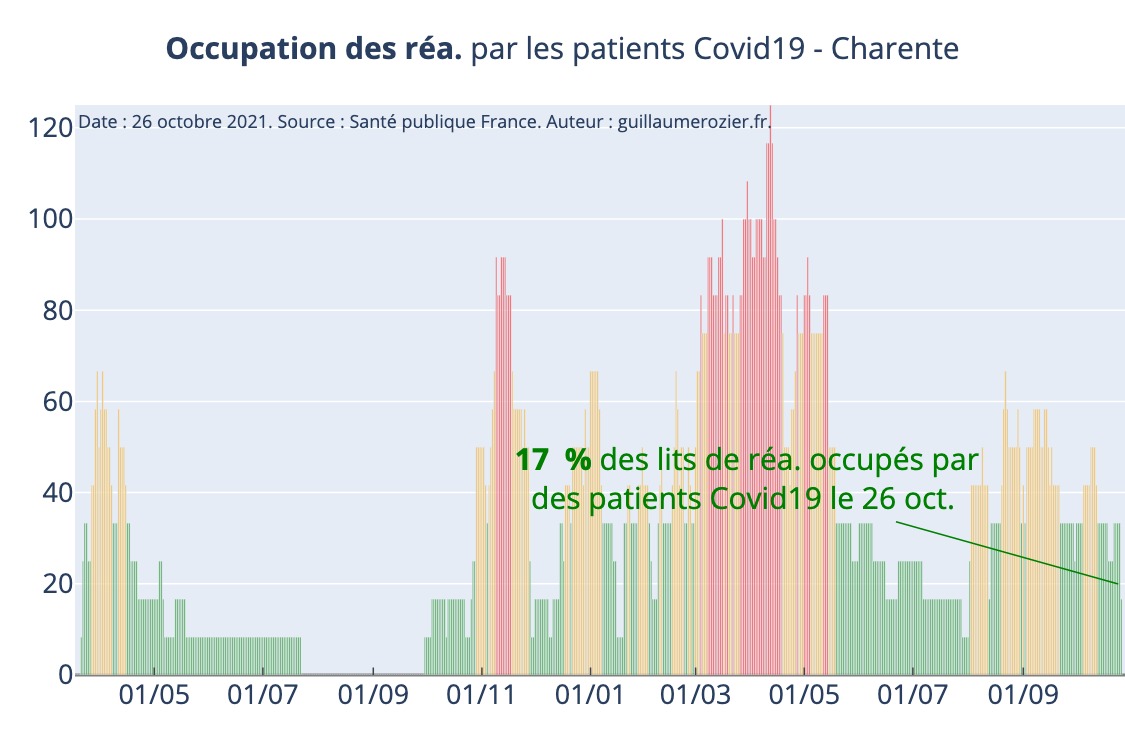 Occupation des réa. par les patients Covid19 - Charente
Date : 26 octobre 2021. Source : Santé publique France. Auteur : guillaumerozier.fr.
120
100
80
60
40
20
0
17 % des lits de réa. occupés par
des patients Covid19 le 26 oct.
01/05 01/07 01/09 01/11 01/01 01/03 01/05 01/07 01/09